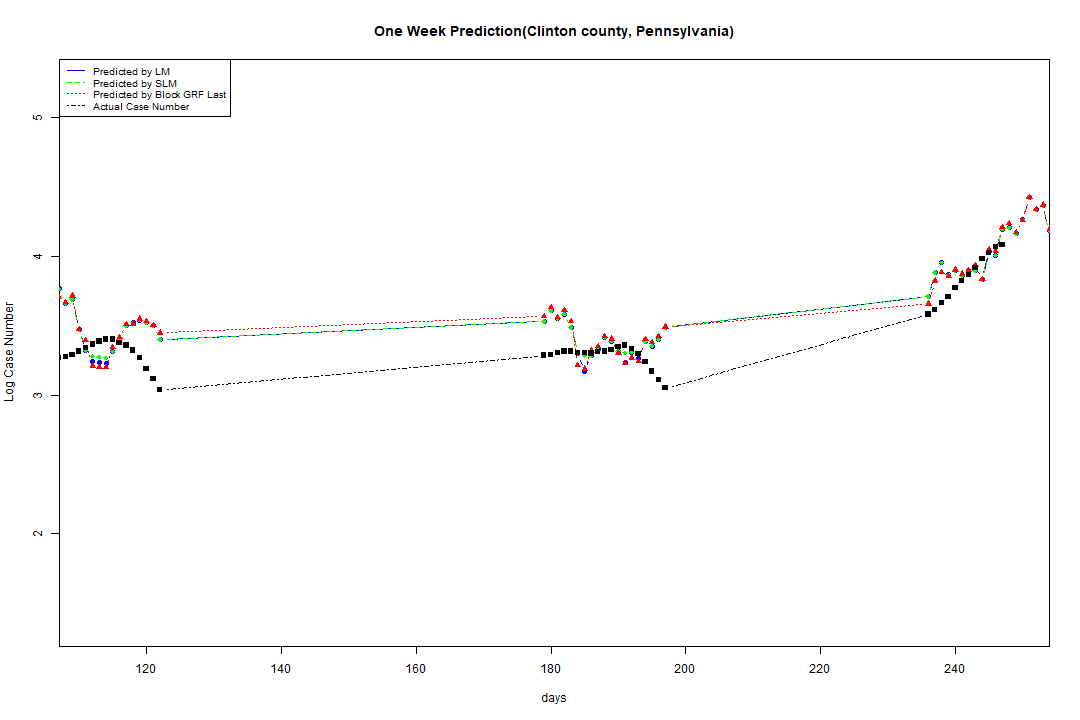 One Week Prediction(Clinton county, Pennsylvania)
Predicted by LM
Predicted by SLM
Predicted by Block GRF Last
Actual Case Number
5
4
3
2
Log Case Number
120 140 160 180 200 220 240
days